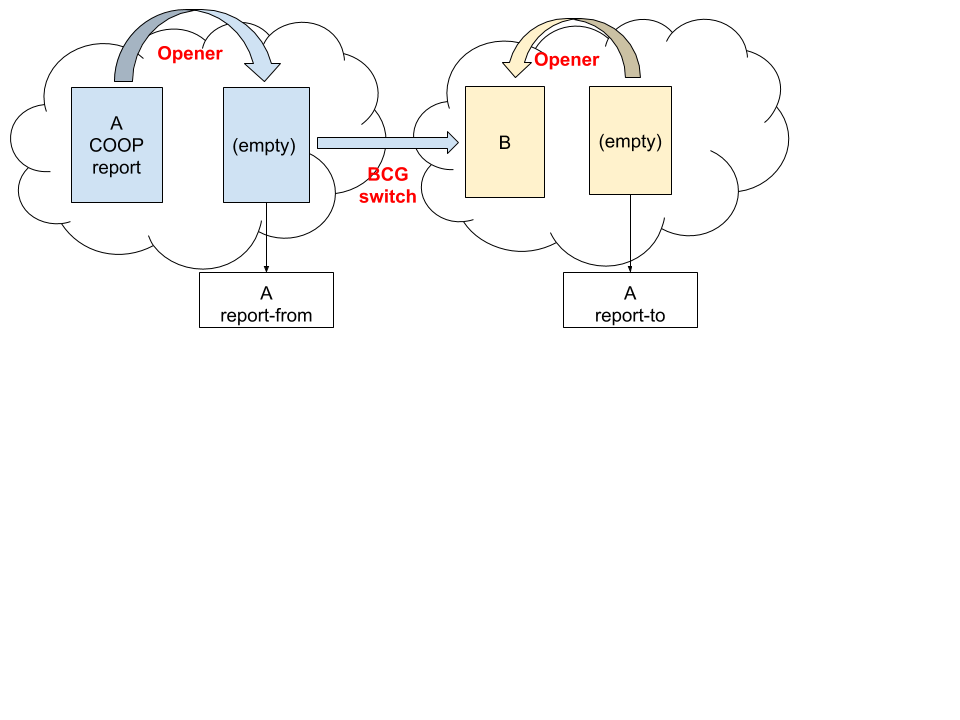 Opener
A
COOP
report
(empty)
BCG
switch
A
report-from
Opener
B
(empty)
A
report-to